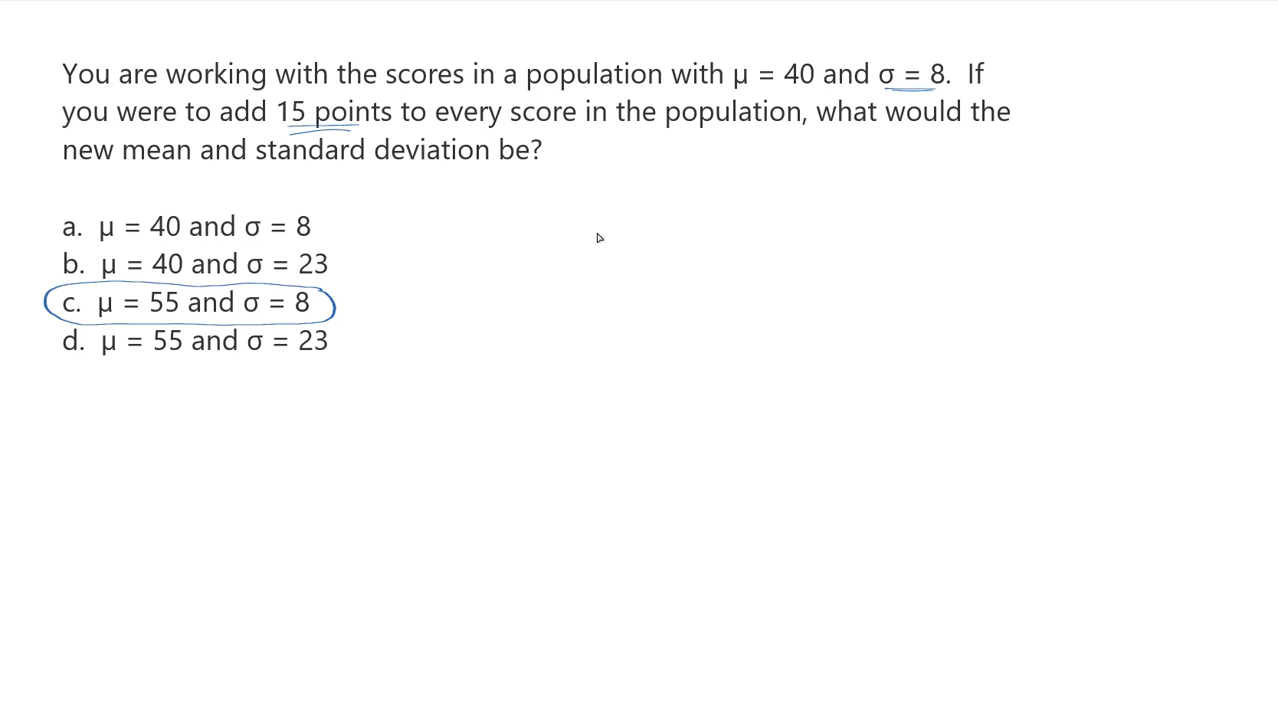 You are working with the scores in a population with μ = 40 and σ = 8.  If
you were to add 15 points to every score in the population, what would the
new mean and standard deviation be?
a.  μ = 40 and σ = 8
b.  μ = 40 and σ = 23
c.  μ = 55 and σ = 8
d.  μ = 55 and σ = 23